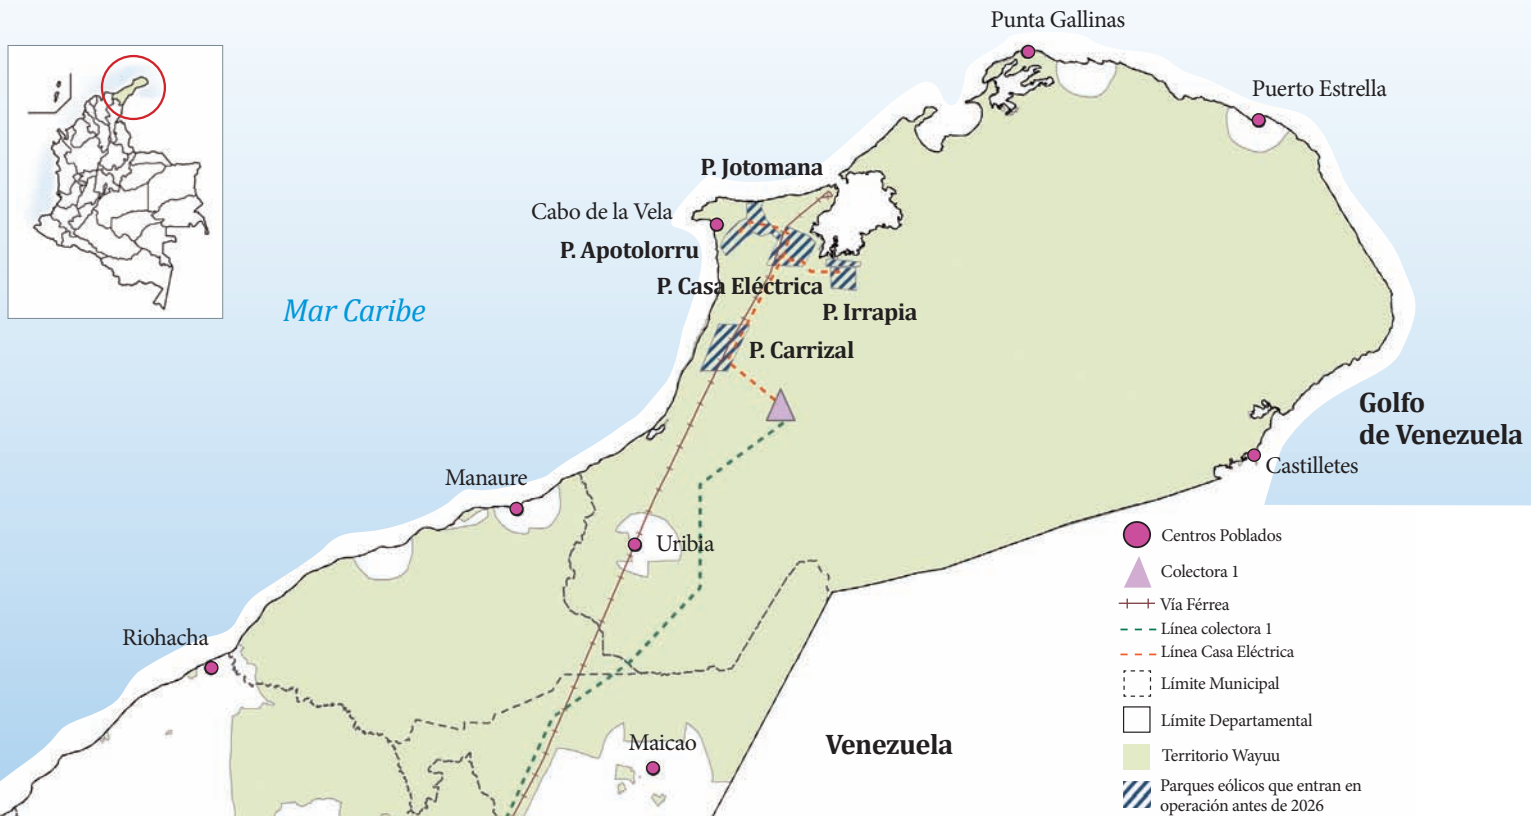 Punta Gallinas
Puerto Estrella
P. Jotomana
Cabo de la Vela
P. Apotolorru
P. Casa Eléctrica
P. Irrapia
Mar Caribe
P. Carrizal
Golfo
de Venezuela
Castilletes
Manaure
Uribia
Riohacha
Maicao
Venezuela
Centros Poblados
Colectora 1
Vía Férrea
Línea colectora 1
Línea Casa Eléctrica
Límite Municipal
Límite Departamental
Territorio Wayuu
Parques eólicos que entran en
operación antes de 2026